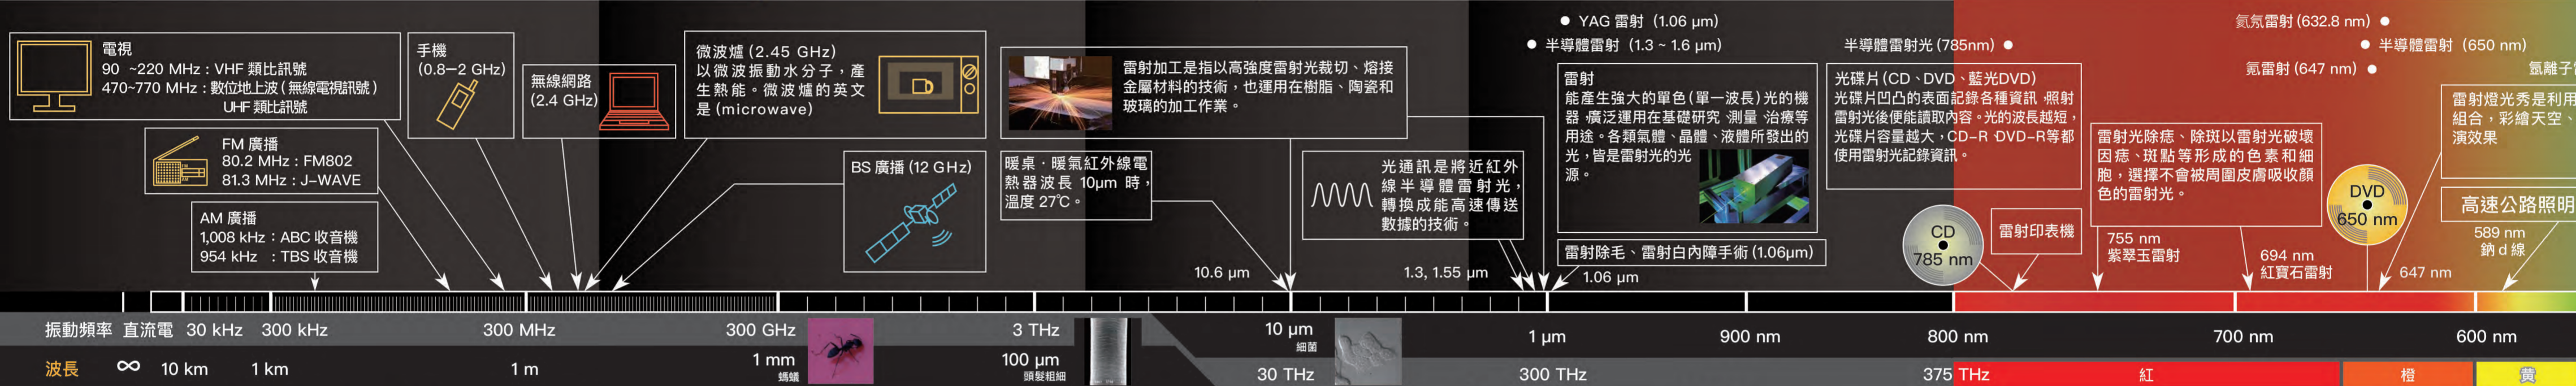 電視
90 ~220 MHz : VHF 類比訊號
470~770 MHz : 數位地上波 ( 無線電視訊號 )
UHF 類比訊號
FM 廣播
80.2 MHz : FM802
81.3 MHz : J-WAVE
AM 廣播
1,008 kHz : ABC 收音機
954 kHz : TBS 收音機
手機
(0.8-2 GHz)
無線網路
(2.4 GHz)
微波爐 (2.45 GHz)
以微波振動水分子，產
生熱能。微波爐的英文
是 (microwave)
BS 廣播 (12 GHz)
雷射加工是指以高強度雷射光裁切、熔接
金屬材料的技術，也運用在樹脂、陶瓷和
玻璃的加工作業。
暖桌．暖氣紅外線電
熱器波長 10μm 時，
溫度 27℃。
光通訊是將近紅外
線半導體雷射光，
轉換成能高速傳送
數據的技術。
10.6 μm
1.3, 1.55 μm
● YAG 雷射 (1.06 μm)
● 半導體雷射 (1.3 ~ 1.6 μm)
雷射
能產生強大的單色(單一波長)光的機
器，廣泛運用在基礎研究、測量、治療等
用途。各類氣體、晶體、液體所發出的
光，皆是雷射光的光
源。
雷射除毛、雷射白內障手術 (1.06μm)
1.06 μm
半導體雷射光 (785nm) ●
光碟片 (CD、DVD、藍光DVD)
光碟片凹凸的表面記錄各種資訊，照射
雷射光後便能讀取內容。光的波長越短，
光碟片容量越大，CD-R、DVD-R等都
使用雷射光記錄資訊。
CD
785 nm
雷射印表機
雷射光除痣、除斑以雷射光破壞
因痣、斑點等形成的色素和細
胞，選擇不會被周圍皮膚吸收顏
色的雷射光。
755 nm
紫翠玉雷射
694 nm
紅寶石雷射
氦氖雷射 (632.8 nm) ●
● 半導體雷射 (650 nm)
氪雷射 (647 nm) ●
氬離子
DVD
650 nm
647 nm
雷射燈光秀是利用
組合，彩繪天空、
演效果
高速公路照明
589 nm
鈉 d 線
振動頻率 直流電 30 kHz 300 kHz 300 MHz 300 GHz 3 THz 10 μm 1 μm 900 nm 800 nm 700 nm 600 nm
細菌
波長 ∞ 10 km 1 km 1 m 1 mm 100 μm 30 THz 300 THz 375 THz 紅 橙 黃
螞蟻 頭髮粗細